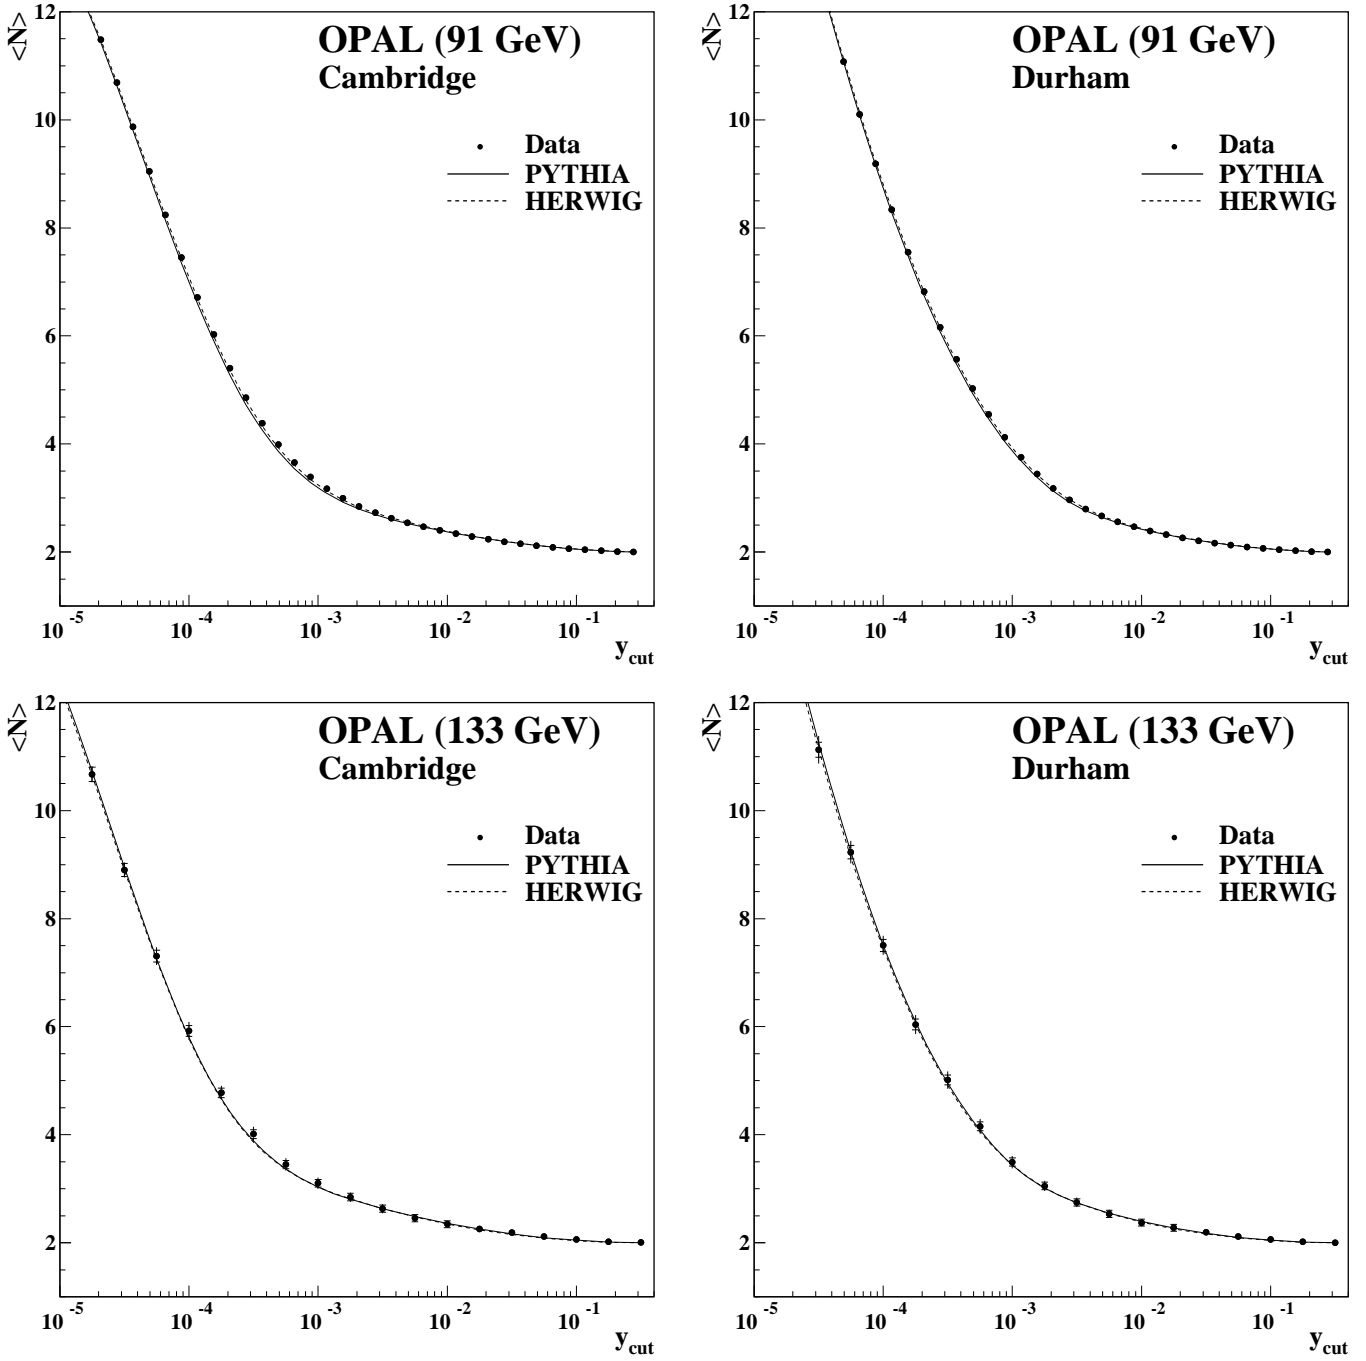 OPAL (91 GeV)
Cambridge
<N>
Data
PYTHIA
HERWIG
12
10
8
6
4
2
10^-5 10^-4 10^-3 10^-2 10^-1
y_cut
OPAL (91 GeV)
Durham
<N>
Data
PYTHIA
HERWIG
12
10
8
6
4
2
10^-5 10^-4 10^-3 10^-2 10^-1
y_cut
OPAL (133 GeV)
Cambridge
<N>
Data
PYTHIA
HERWIG
12
10
8
6
4
2
10^-5 10^-4 10^-3 10^-2 10^-1
y_cut
OPAL (133 GeV)
Durham
<N>
Data
PYTHIA
HERWIG
12
10
8
6
4
2
10^-5 10^-4 10^-3 10^-2 10^-1
y_cut